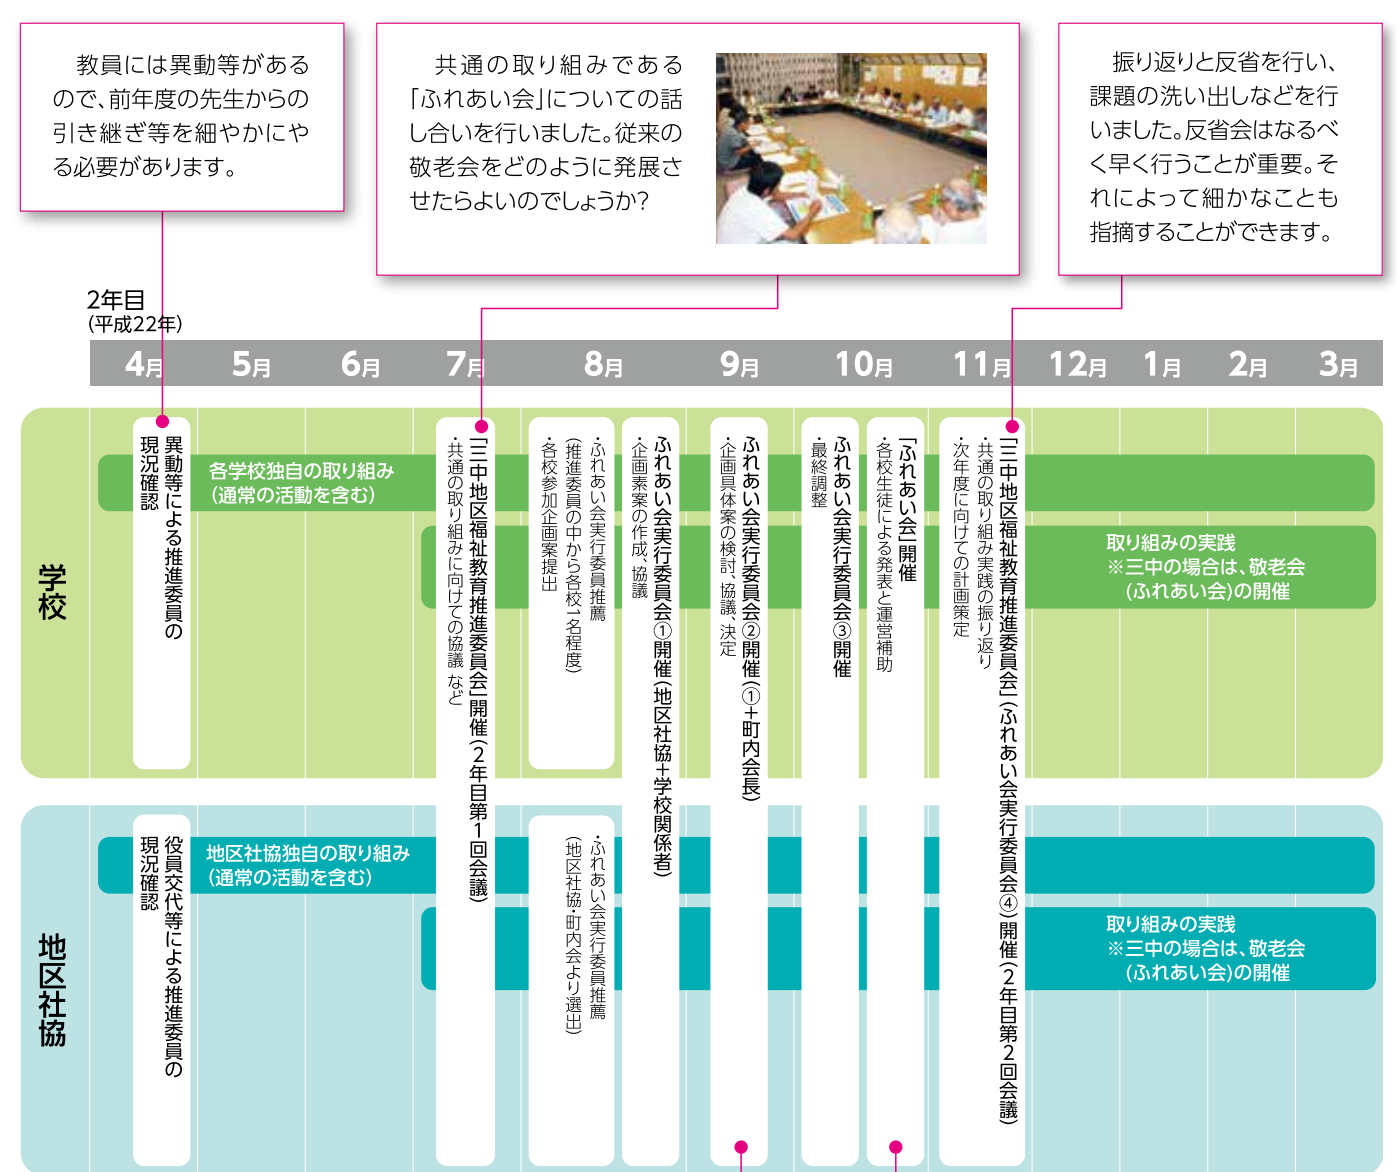 教員には異動等がある
ので、前年度の先生からの
引き継ぎ等を細やかにや
る必要があります。
共通の取り組みである
「ふれあい会」についての話
し合いを行いました。従来の
敬老会をどのように発展さ
せたらよいのでしょうか?
振り返りと反省を行い、
課題の洗い出しなどを行
いました。反省会はなるべ
く早く行うことが重要。そ
れによって細かなことも
指摘することができます。
2年目
(平成22年)
4月 5月 6月 7月 8月 9月 10月 11月 12月 1月 2月 3月
学校
異動等による推進委員の
現況確認
各学校独自の取り組み
(通常の活動を含む)
「三中地区福祉教育推進委員会」開催(2年目第1回会議)
・共通の取り組みに向けての協議 など
・ふれあい会実行委員推薦
(推進委員の中から各校1名程度)
・各校参加企画案提出
ふれあい会実行委員会①開催(地区社協+学校関係者)
・企画素案の作成、協議
ふれあい会実行委員会②開催(①+町内会長)
・企画具体案の検討、協議、決定
ふれあい会実行委員会③開催
・最終調整
「ふれあい会」開催
・各校生徒による発表と運営補助
「三中地区福祉教育推進委員会」(ふれあい会実行委員会④)開催(2年目第2回会議)
・共通の取り組み実践の振り返り
・次年度に向けての計画策定
取り組みの実践
※三中の場合は、敬老会
(ふれあい会)の開催
地区社協
役員交代等による推進委員の
現況確認
地区社協独自の取り組み
(通常の活動を含む)
・ふれあい会実行委員推薦
(地区社協・町内会より選出)
取り組みの実践
※三中の場合は、敬老会
(ふれあい会)の開催